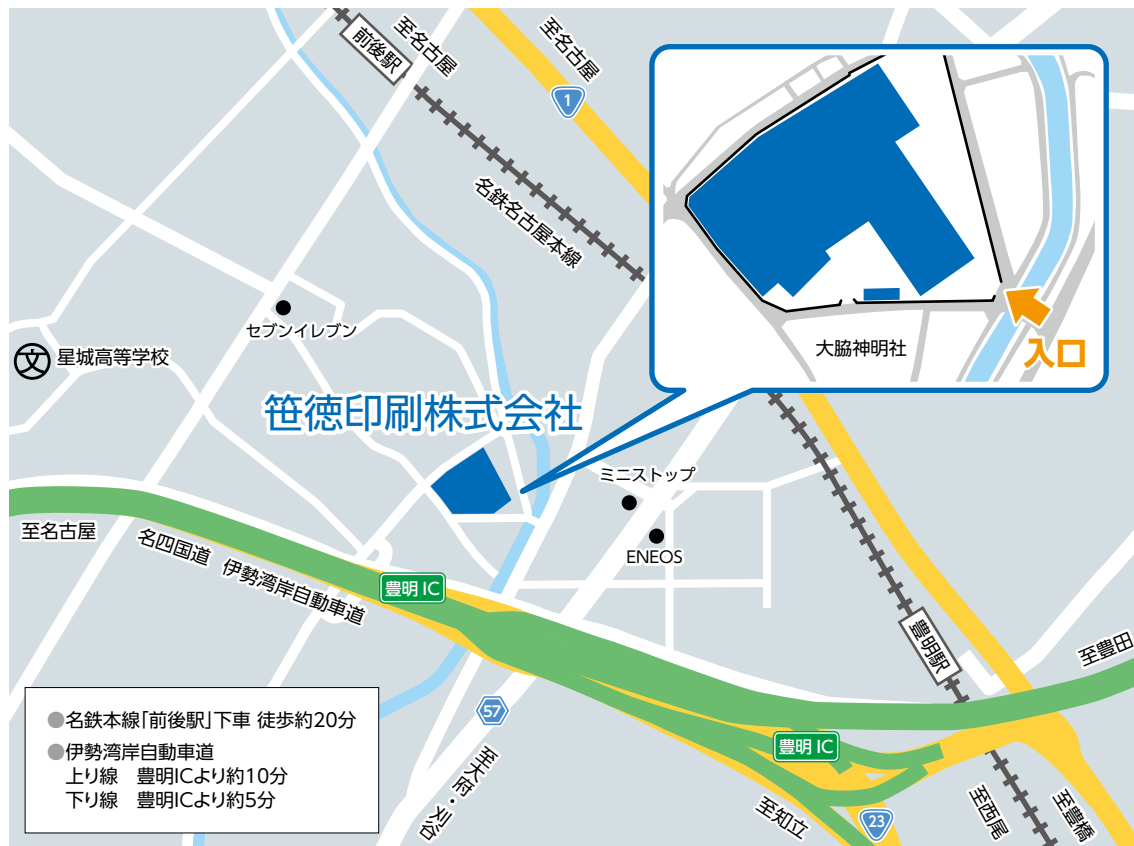 至名古屋
至名古屋
前後駅
1
名鉄名古屋本線
セブンイレブン
星城高等学校
文
大脇神明社
入口
笹徳印刷株式会社
ミニストップ
ENEOS
至名古屋
名四国道 伊勢湾岸自動車道
豊明 IC
豊明駅
至豊田
57
豊明 IC
至天府・刈谷
至知立
23
至西尾
至豊橋
●名鉄本線「前後駅」下車 徒歩約20分
●伊勢湾岸自動車道
上り線 豊明ICより約10分
下り線 豊明ICより約5分